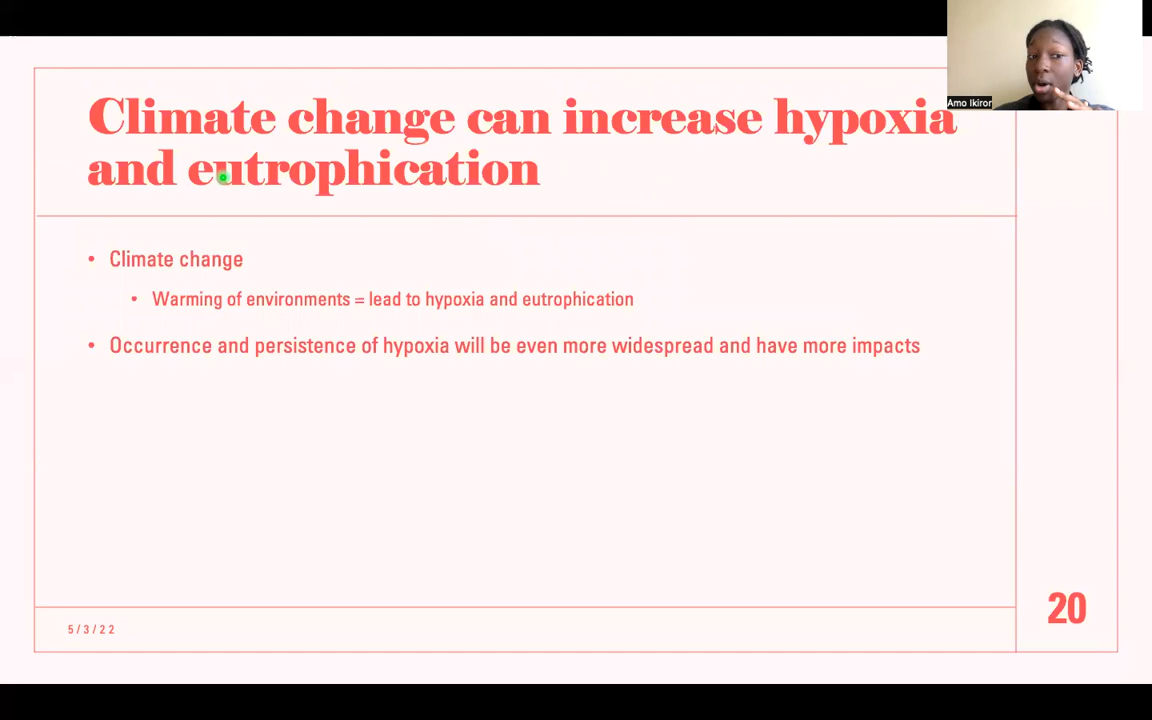 Climate change can increase hypoxia
and eutrophication
Amo Ikiror
• Climate change
• Warming of environments = lead to hypoxia and eutrophication
• Occurrence and persistence of hypoxia will be even more widespread and have more impacts
20
5/3/22